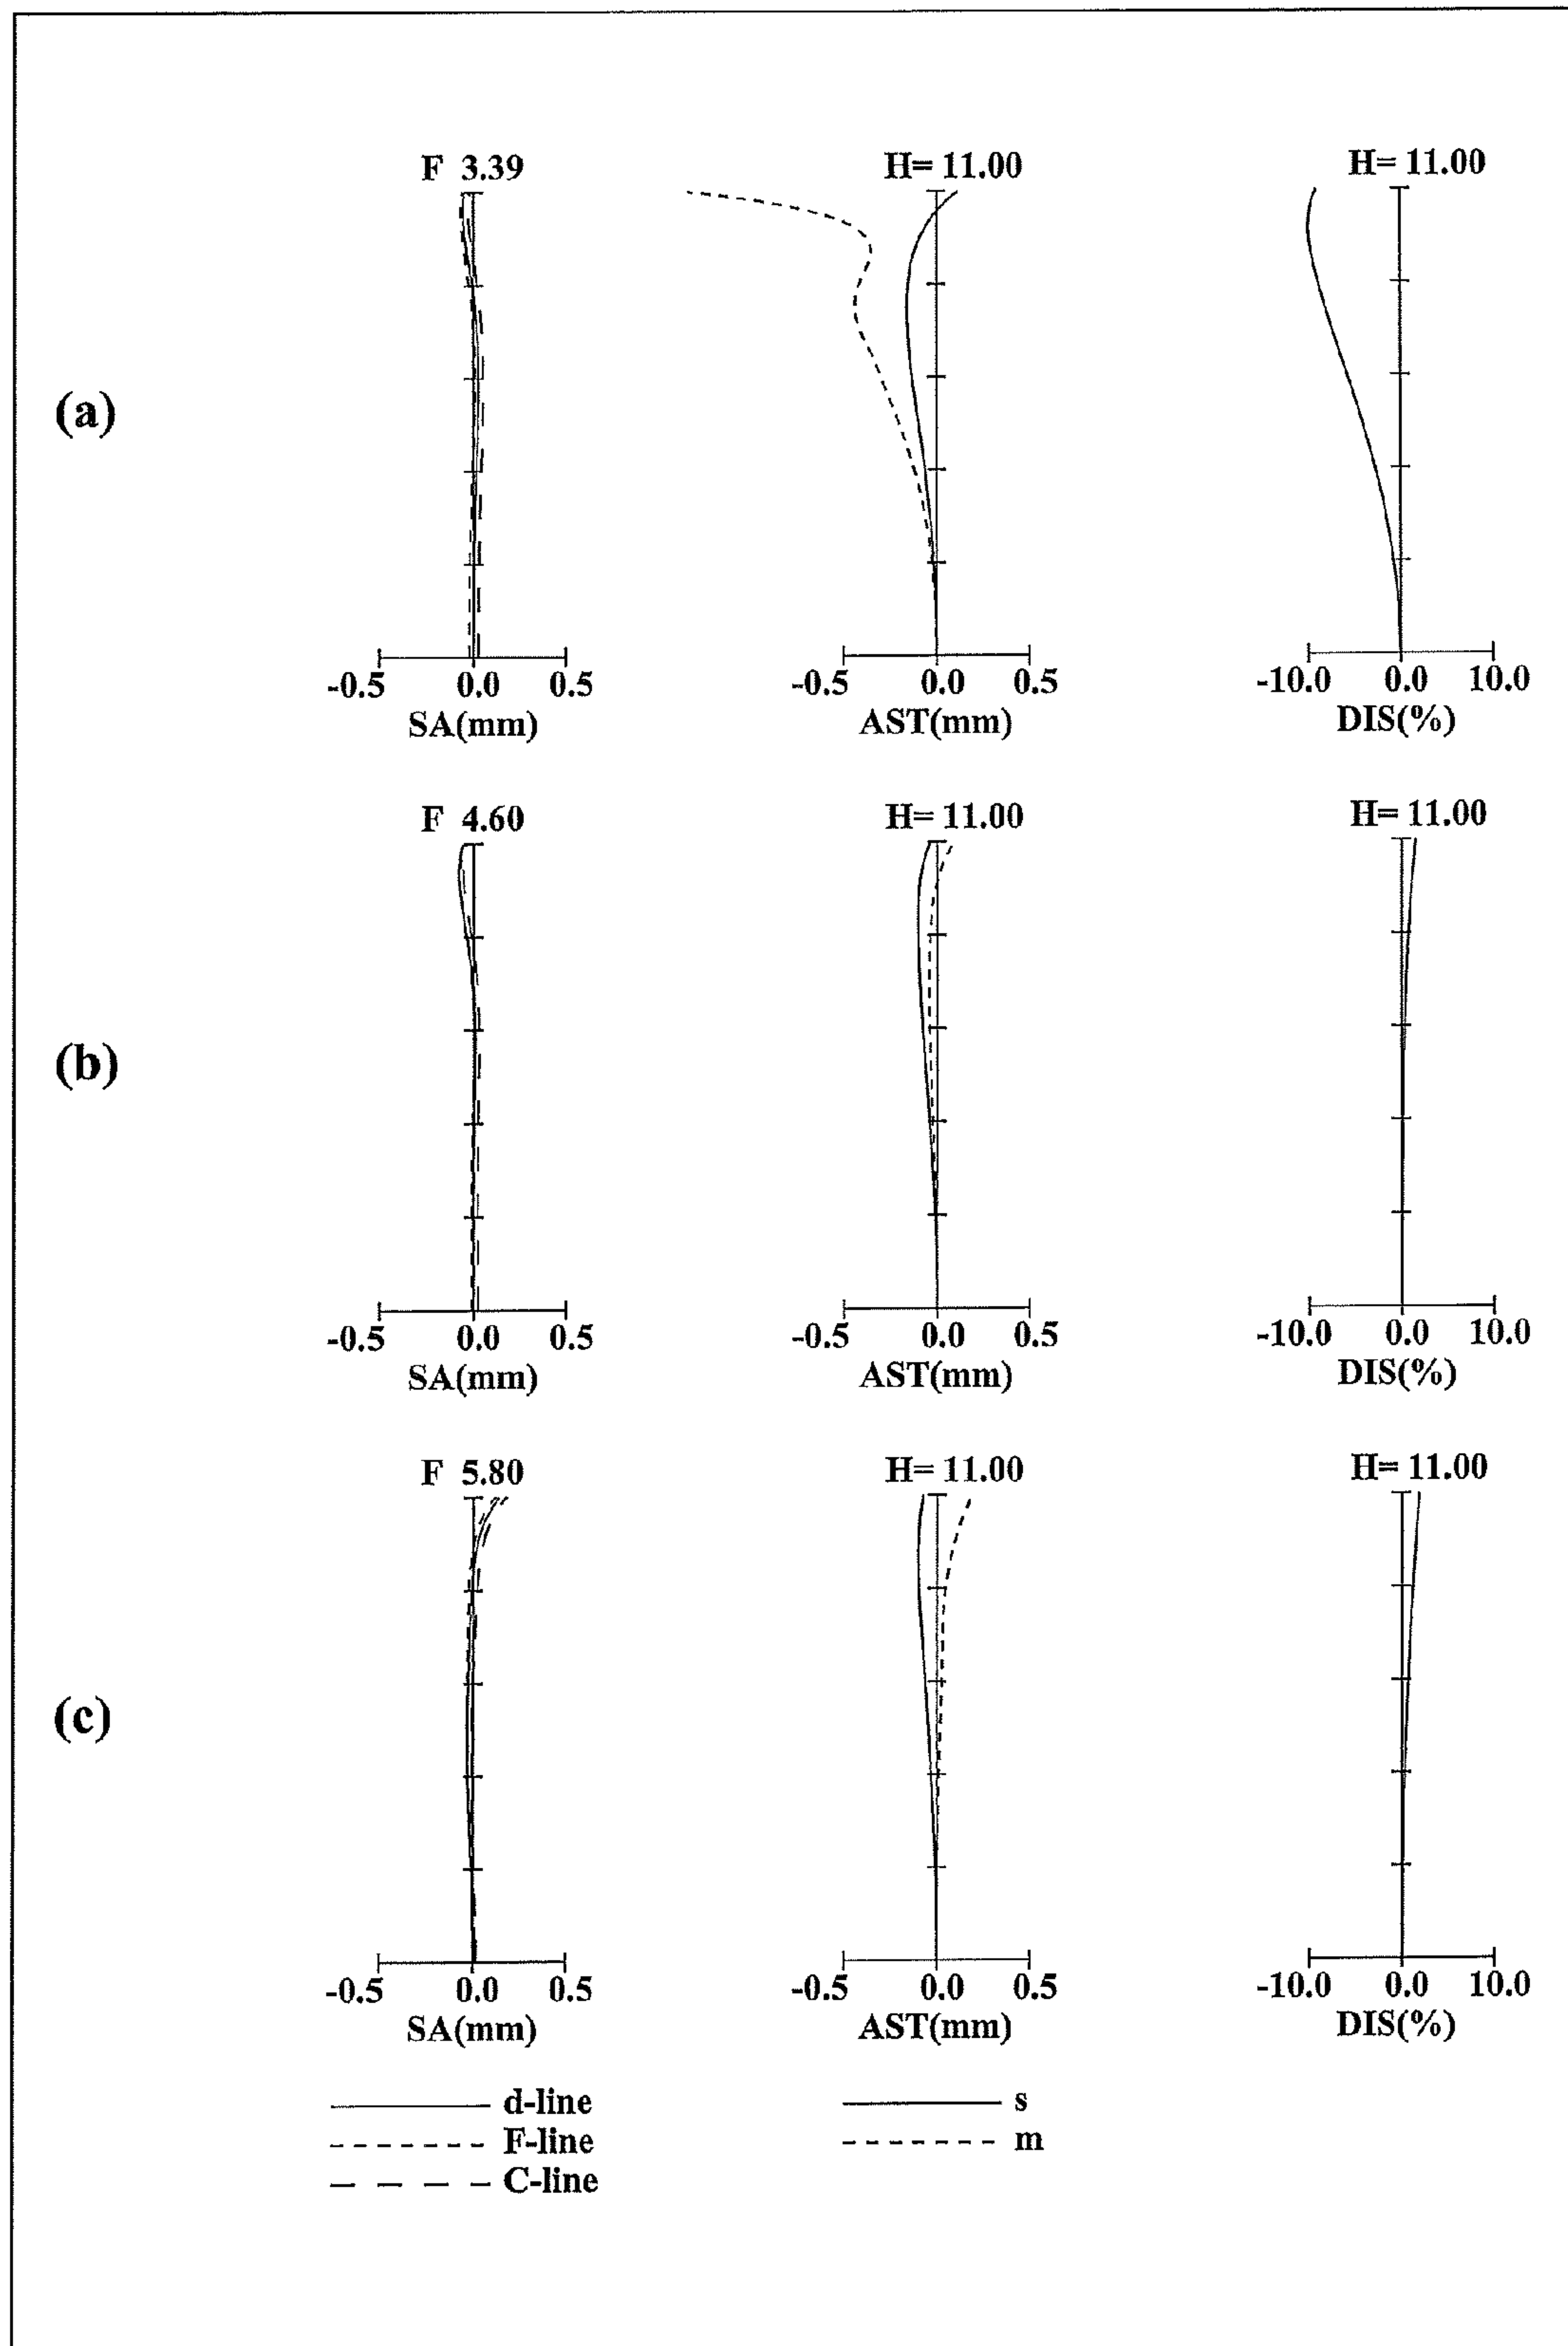 F 3.39
H= 11.00
H= 11.00
(a)
-0.5 0.0 0.5
SA(mm)
-0.5 0.0 0.5
AST(mm)
-10.0 0.0 10.0
DIS(%)
F 4.60
H= 11.00
H= 11.00
(b)
-0.5 0.0 0.5
SA(mm)
-0.5 0.0 0.5
AST(mm)
-10.0 0.0 10.0
DIS(%)
F 5.80
H= 11.00
H= 11.00
(c)
-0.5 0.0 0.5
SA(mm)
-0.5 0.0 0.5
AST(mm)
-10.0 0.0 10.0
DIS(%)
d-line
F-line
C-line
s
m